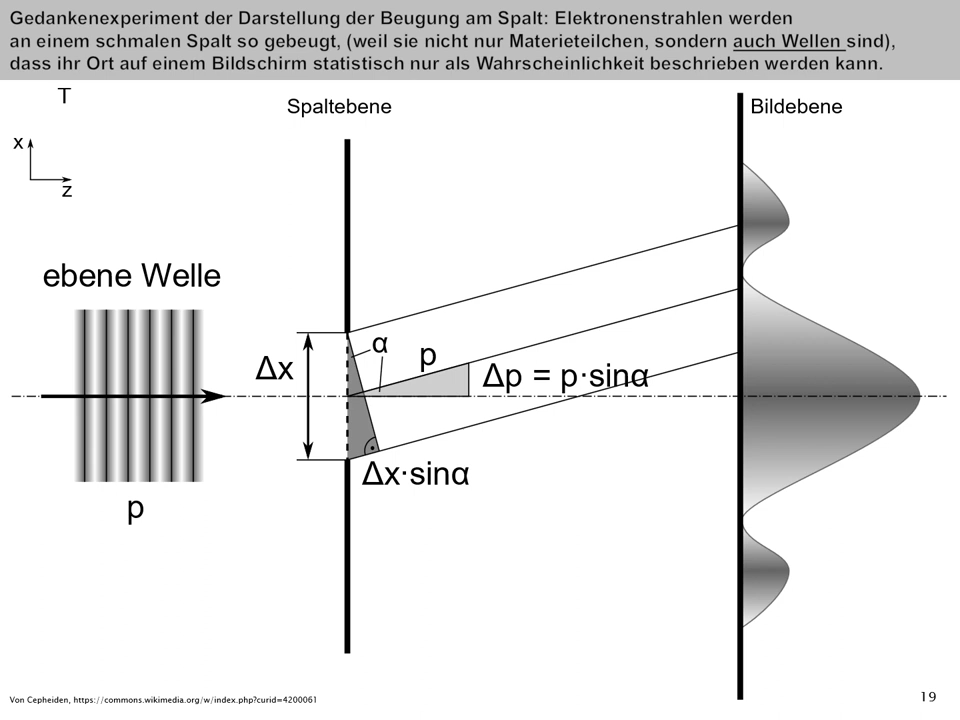 Gedankenexperiment der Darstellung der Beugung am Spalt: Elektronenstrahlen werden
an einem schmalen Spalt so gebeugt, (weil sie nicht nur Materieteilchen, sondern auch Wellen sind),
dass ihr Ort auf einem Bildschirm statistisch nur als Wahrscheinlichkeit beschrieben werden kann.
T
Spaltebene
Bildebene
x
z
ebene Welle
α
p
Δx
Δp = p·sinα
Δx·sinα
p
Von Cepheiden, https://commons.wikimedia.org/w/index.php?curid=4200061
19